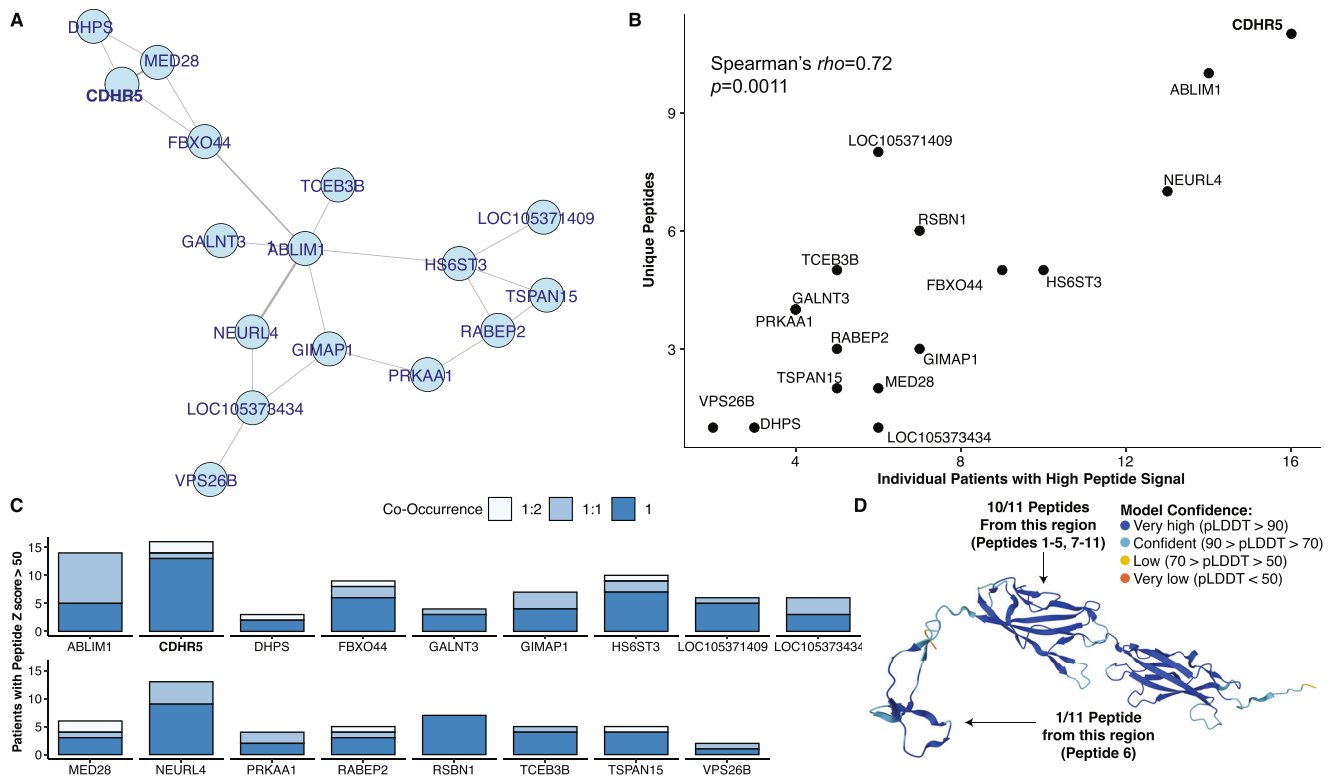 A
DHPS
MED28
CDHR5
FBXO44
TCEB3B
GALNT3
1
ABLIM1
LOC105371409
HS6ST3
TSPAN15
RABEP2
NEURL4
GIMAP1
PRKAA1
LOC105373434
VPS26B
B
Spearman's rho=0.72
p=0.0011
Unique Peptides
9
6
3
CDHR5
ABLIM1
LOC105371409
NEURL4
RSBN1
TCEB3B
FBXO44
HS6ST3
GALNT3
PRKAA1
RABEP2
GIMAP1
TSPAN15
MED28
VPS26B
DHPS
LOC105373434
4
8
12
16
Individual Patients with High Peptide Signal
C
Co-Occurrence
1:2
1:1
1
Patients with Peptide Z score > 50
15
10
5
0
ABLIM1
CDHR5
DHPS
FBXO44
GALNT3
GIMAP1
HS6ST3
LOC105371409
LOC105373434
15
10
5
0
MED28
NEURL4
PRKAA1
RABEP2
RSBN1
TCEB3B
TSPAN15
VPS26B
D
10/11 Peptides
From this region
(Peptides 1-5, 7-11)
Model Confidence:
Very high (pLDDT > 90)
Confident (90 > pLDDT > 70)
Low (70 > pLDDT > 50)
Very low (pLDDT < 50)
1/11 Peptide
from this region
(Peptide 6)